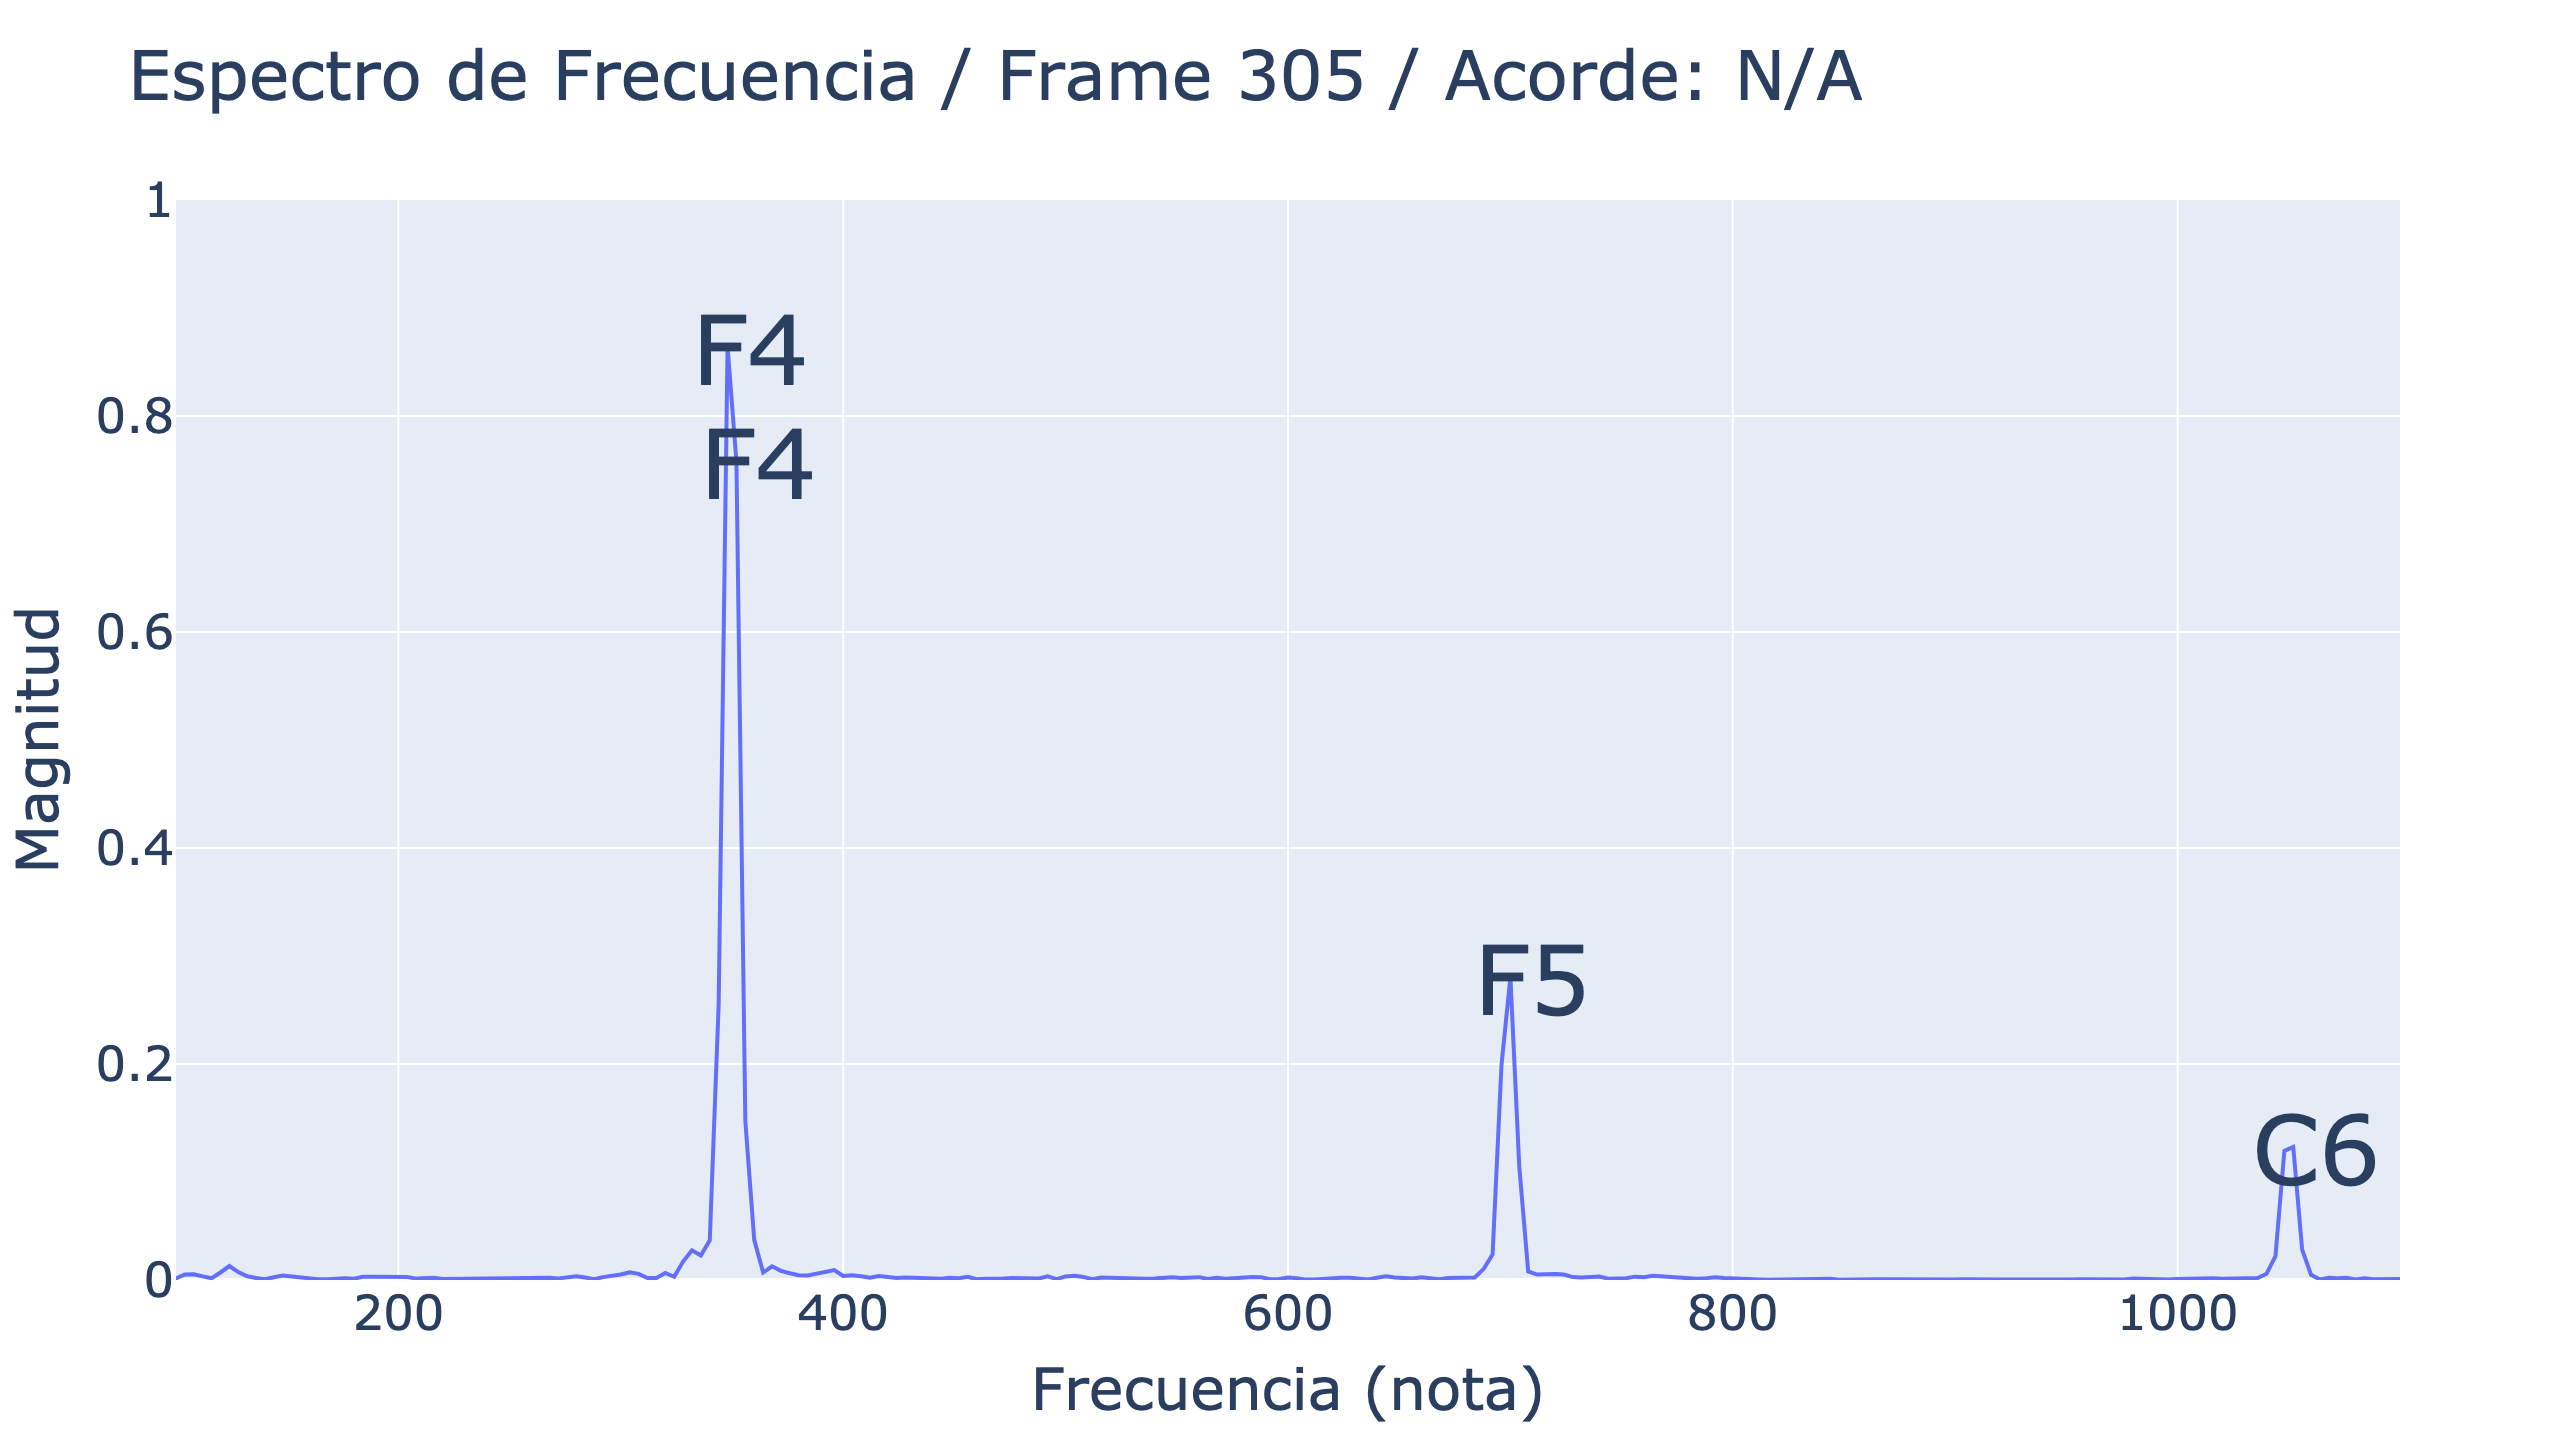 Espectro de Frecuencia / Frame 305 / Acorde: N/A
1
0.8
0.6
0.4
0.2
0
Magnitud
F4
F4
F5
C6
200 400 600 800 1000
Frecuencia (nota)